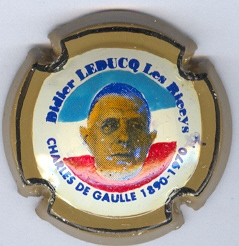 Didier LEDUCQ Les Riceys
CHARLES DE GAULLE 1890-1970